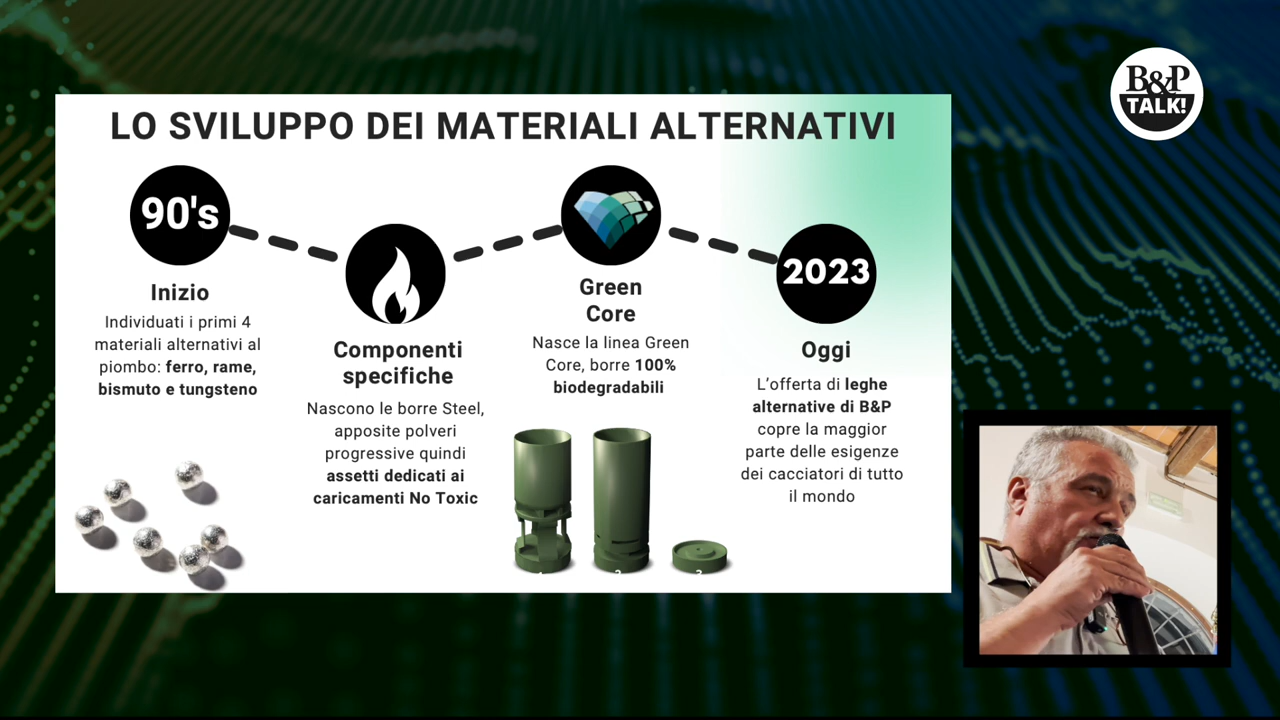 B&P
TALK!
LO SVILUPPO DEI MATERIALI ALTERNATIVI
90's
Inizio
Individuati i primi 4
materiali alternativi al
piombo: ferro, rame,
bismuto e tungsteno
Componenti
specifiche
Nascono le borre Steel,
apposite polveri
progressive quindi
assetti dedicati ai
caricamenti No Toxic
Green
Core
Nasce la linea Green
Core, borre 100%
biodegradabili
2023
Oggi
L'offerta di leghe
alternative di B&P
copre la maggior
parte delle esigenze
dei cacciatori di tutto
il mondo